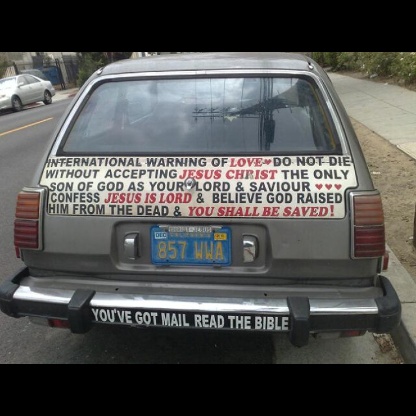 INTERNATIONAL WARNING OF LOVE❤ DO NOT DIE
WITHOUT ACCEPTING JESUS CHRIST THE ONLY
SON OF GOD AS YOUR LORD & SAVIOUR ♥♥♥
CONFESS JESUS IS LORD & BELIEVE GOD RAISED
HIM FROM THE DEAD & YOU SHALL BE SAVED!
857 WWA
YOU'VE GOT MAIL READ THE BIBLE